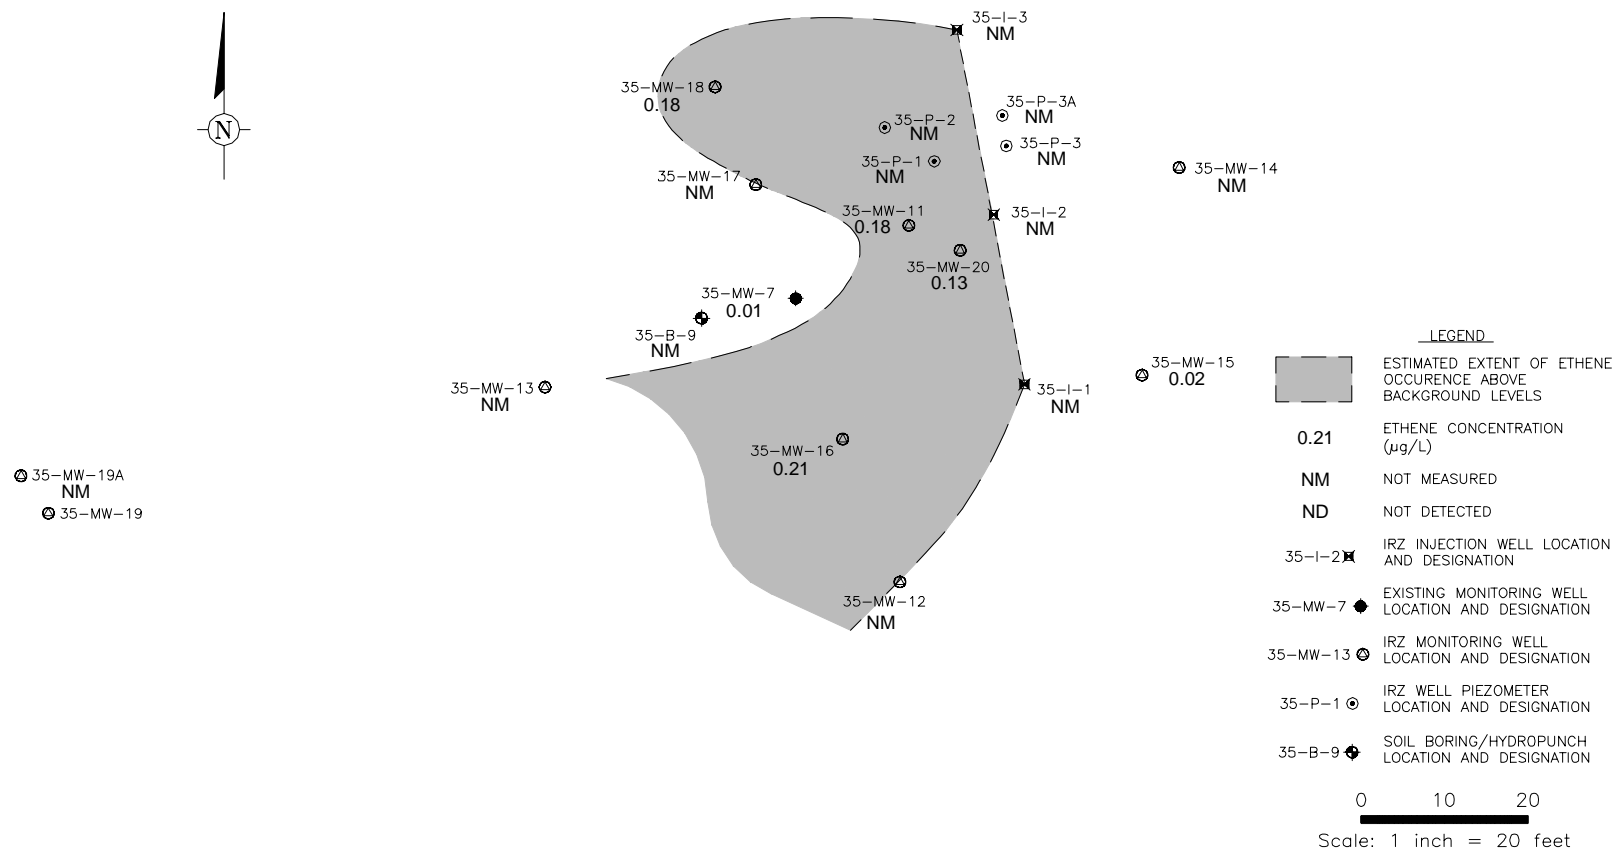 35-I-3
NM
N
35-MW-18
0.18
35-P-3A
NM
35-P-2
NM
35-P-3
NM
35-P-1
NM
35-MW-14
NM
35-MW-17
NM
35-MW-11
0.18
35-I-2
NM
35-MW-20
0.13
35-MW-7
0.01
35-B-9
NM
35-MW-13
NM
35-I-1
NM
35-MW-15
0.02
35-MW-16
0.21
35-MW-19A
NM
35-MW-19
35-MW-12
NM
LEGEND
ESTIMATED EXTENT OF ETHENE
OCCURENCE ABOVE
BACKGROUND LEVELS
0.21
ETHENE CONCENTRATION
(µg/L)
NM
NOT MEASURED
ND
NOT DETECTED
35-I-2
IRZ INJECTION WELL LOCATION
AND DESIGNATION
35-MW-7
EXISTING MONITORING WELL
LOCATION AND DESIGNATION
35-MW-13
IRZ MONITORING WELL
LOCATION AND DESIGNATION
35-P-1
IRZ WELL PIEZOMETER
LOCATION AND DESIGNATION
35-B-9
SOIL BORING/HYDROPUNCH
LOCATION AND DESIGNATION
0 10 20
Scale: 1 inch = 20 feet